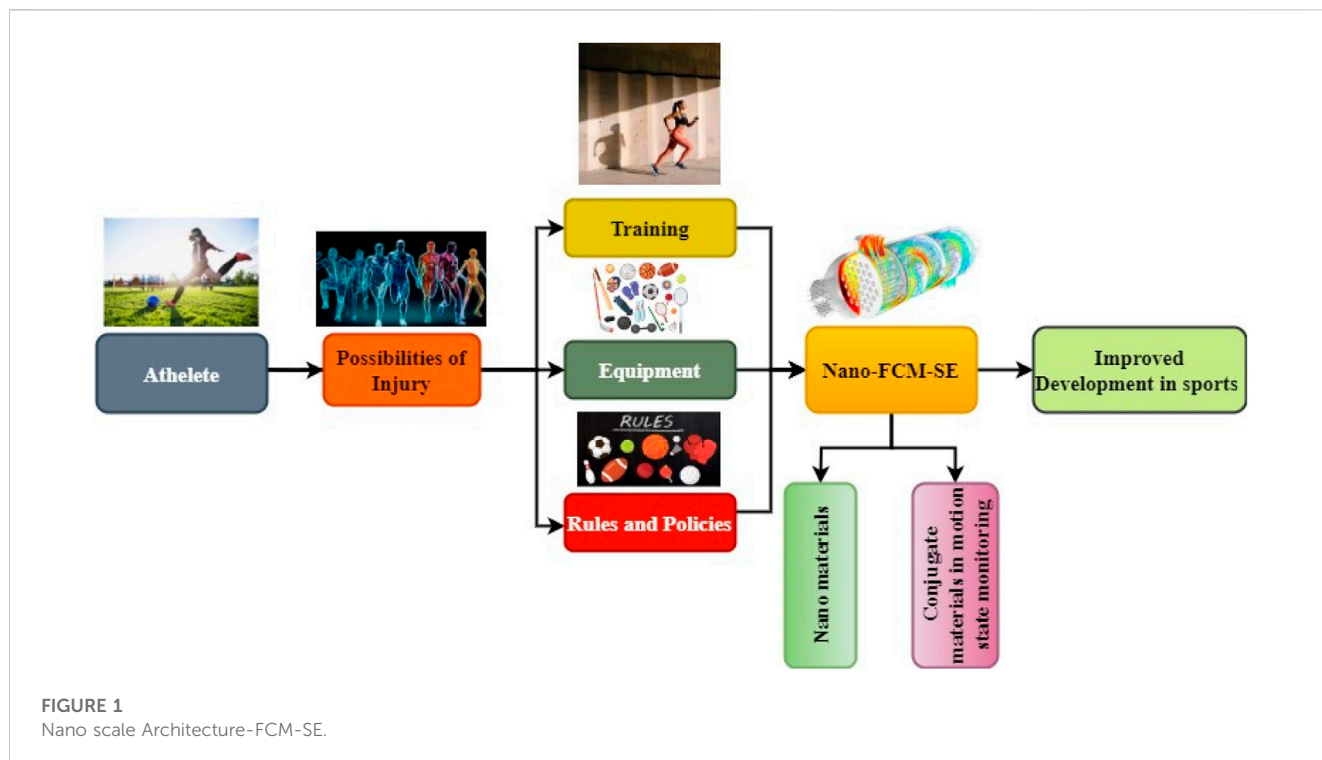 Training
Athelete
Possibilities of
Injury
Equipment
RULES
Rules and Policies
Nano-FCM-SE
Improved
Development in sports
Nano materials
Conjugate
materials in motion
state monitoring
FIGURE 1
Nano scale Architecture-FCM-SE.